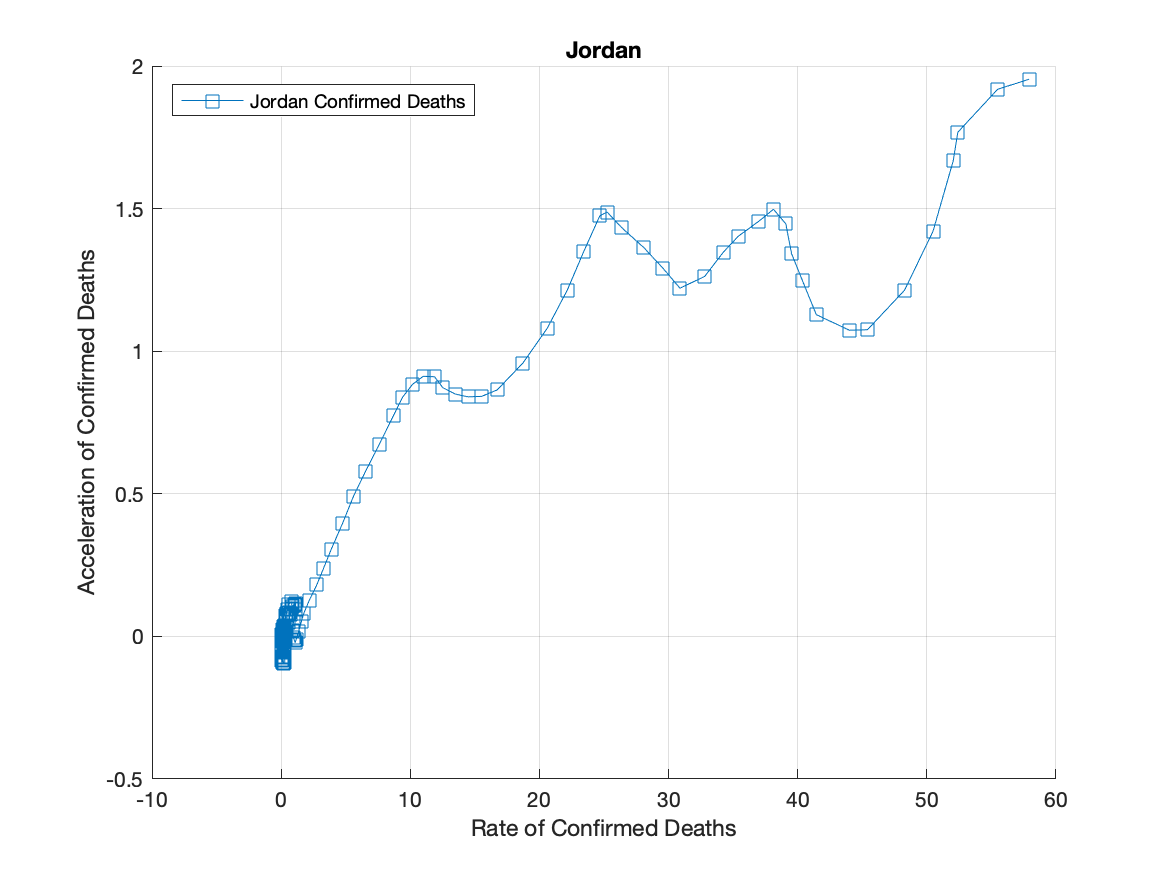 Jordan
Jordan Confirmed Deaths
2
1.5
1
0.5
0
-0.5
Acceleration of Confirmed Deaths
-10 0 10 20 30 40 50 60
Rate of Confirmed Deaths